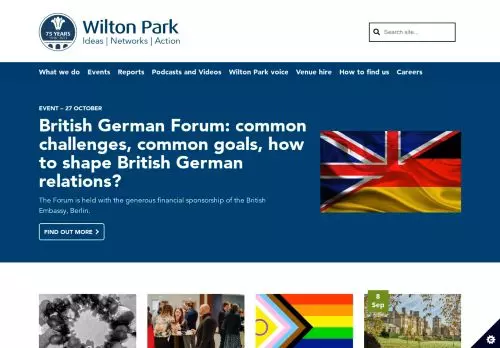 75 YEARS
Wilton Park
Ideas | Networks | Action
Search site...
What we do Events Reports Podcasts and Videos Wilton Park voice Venue hire How to find us Careers
EVENT – 27 OCTOBER
British German Forum: common
challenges, common goals, how
to shape British German
relations?
The Forum is held with the generous financial sponsorship of the British
Embassy, Berlin.
FIND OUT MORE
8
Sep